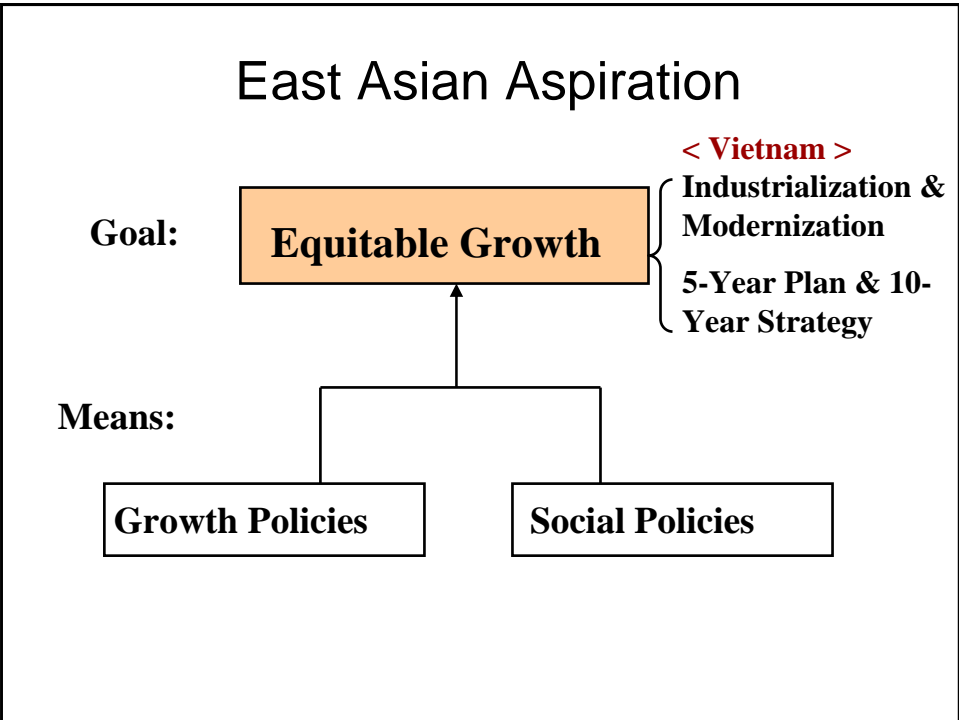 East Asian Aspiration
< Vietnam >
Industrialization &
Modernization
5-Year Plan & 10-
Year Strategy
Goal:
Equitable Growth
Means:
Growth Policies
Social Policies